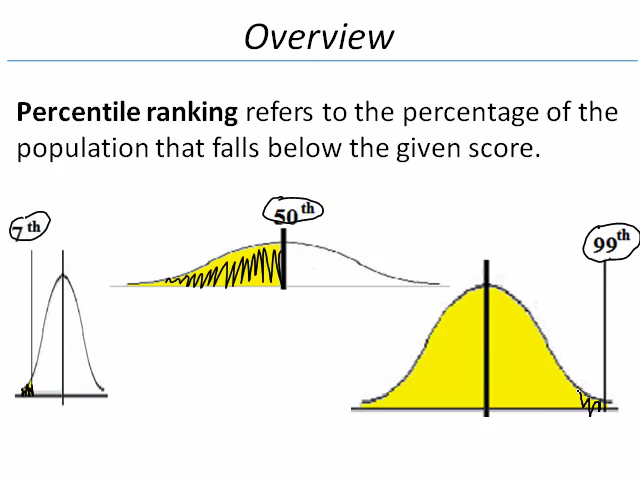 Overview
Percentile ranking refers to the percentage of the
population that falls below the given score.
7th
50th
99th